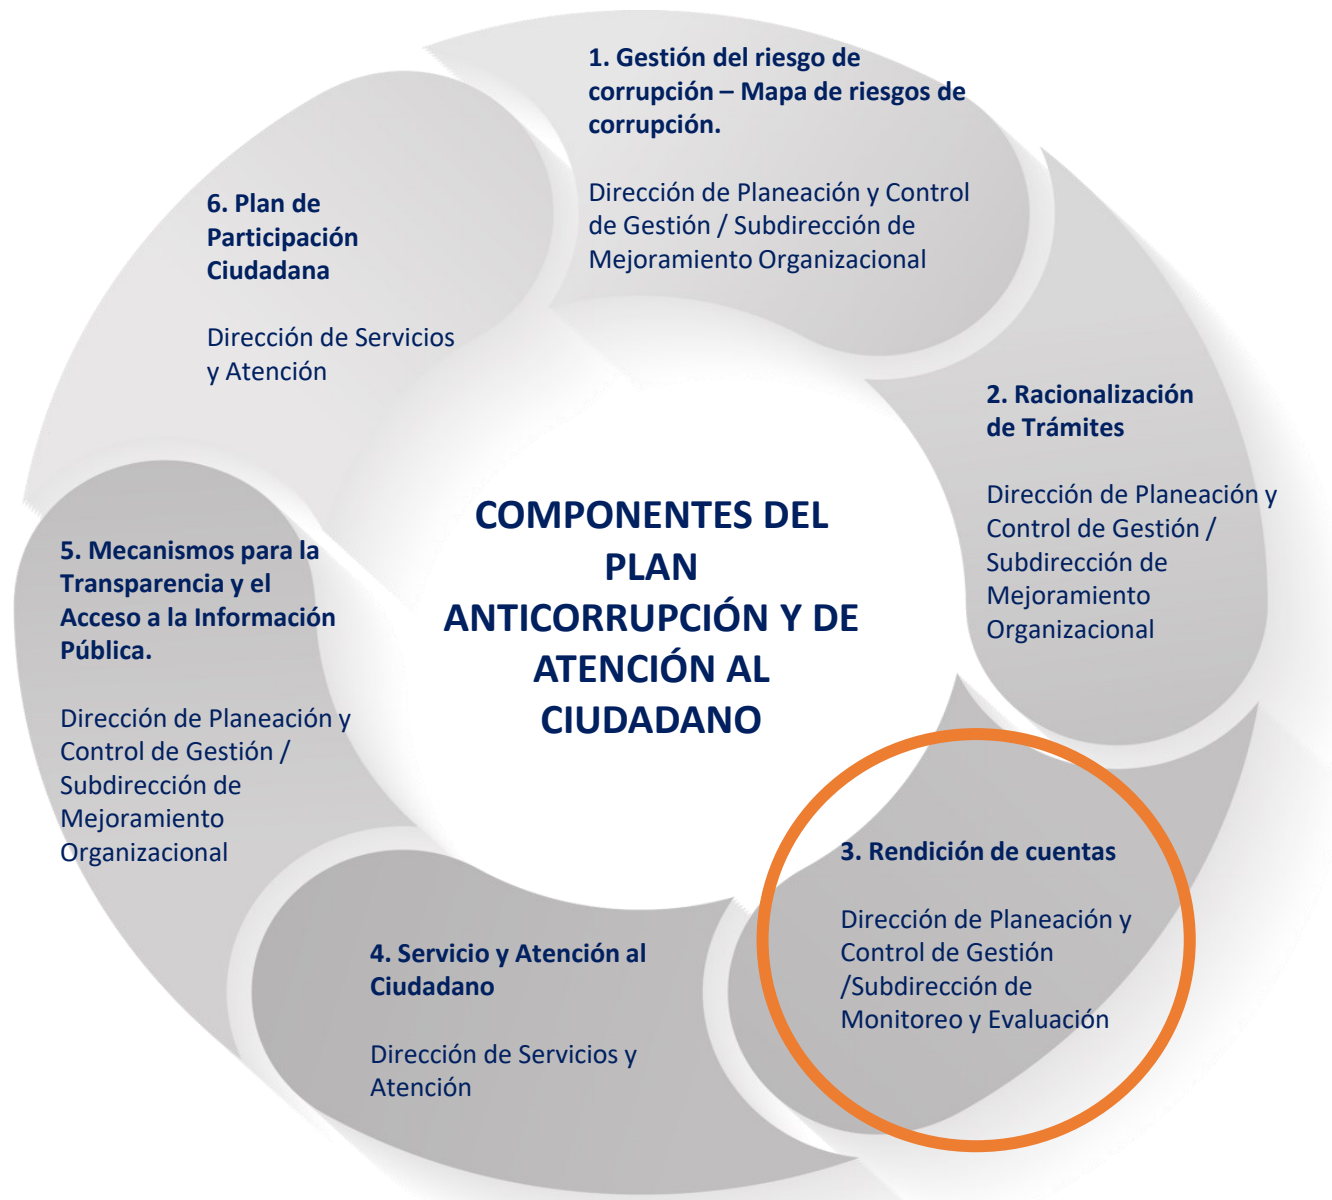 1. Gestión del riesgo de
corrupción – Mapa de riesgos de
corrupción.
Dirección de Planeación y Control
de Gestión / Subdirección de
Mejoramiento Organizacional
2. Racionalización
de Trámites
Dirección de Planeación y
Control de Gestión /
Subdirección de
Mejoramiento
Organizacional
3. Rendición de cuentas
Dirección de Planeación y
Control de Gestión
/Subdirección de
Monitoreo y Evaluación
4. Servicio y Atención al
Ciudadano
Dirección de Servicios y
Atención
5. Mecanismos para la
Transparencia y el
Acceso a la Información
Pública.
Dirección de Planeación y
Control de Gestión /
Subdirección de
Mejoramiento
Organizacional
6. Plan de
Participación
Ciudadana
Dirección de Servicios
y Atención
COMPONENTES DEL
PLAN
ANTICORRUPCIÓN Y DE
ATENCIÓN AL
CIUDADANO